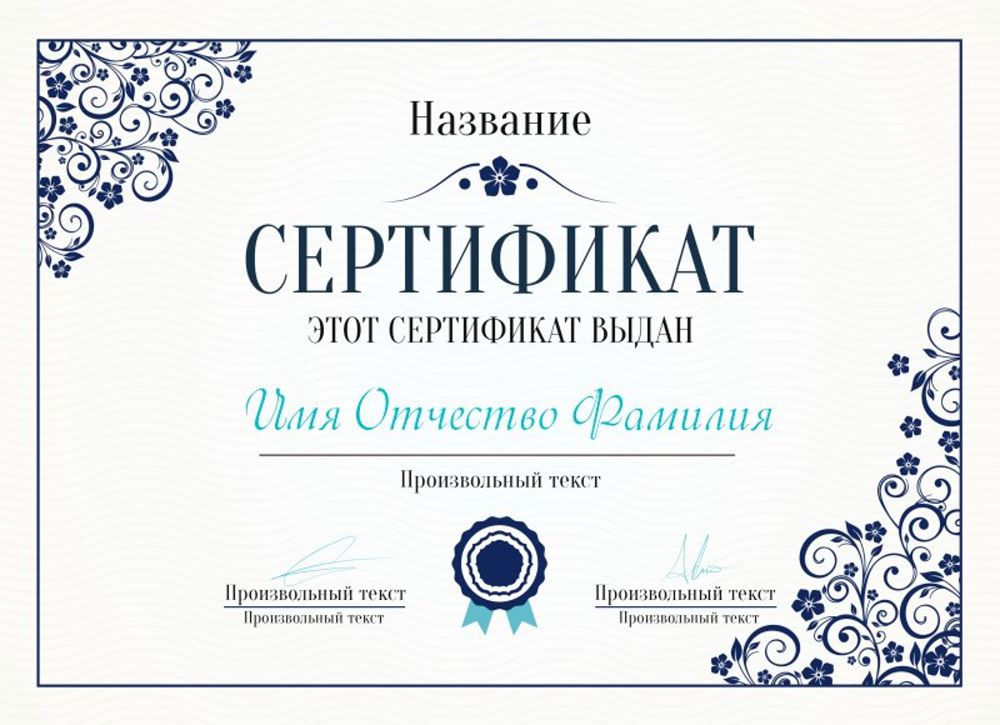 Название
СЕРТИФИКАТ
ЭТОТ СЕРТИФИКАТ ВЫДАН
Имя Отчество Фамилия
Произвольный текст
Произвольный текст
Произвольный текст
Произвольный текст
Произвольный текст